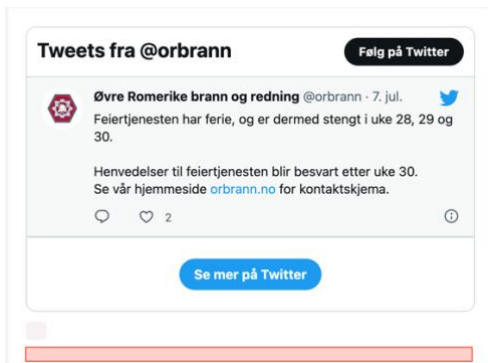 Tweets fra @orbrann
Følg på Twitter
Øvre Romerike brann og redning @orbrann · 7. jul.
Feiertjenesten har ferie, og er dermed stengt i uke 28, 29 og
30.
Henvedelser til feiertjenesten blir besvart etter uke 30.
Se vår hjemmeside orbrann.no for kontaktskjema.
2
Se mer på Twitter